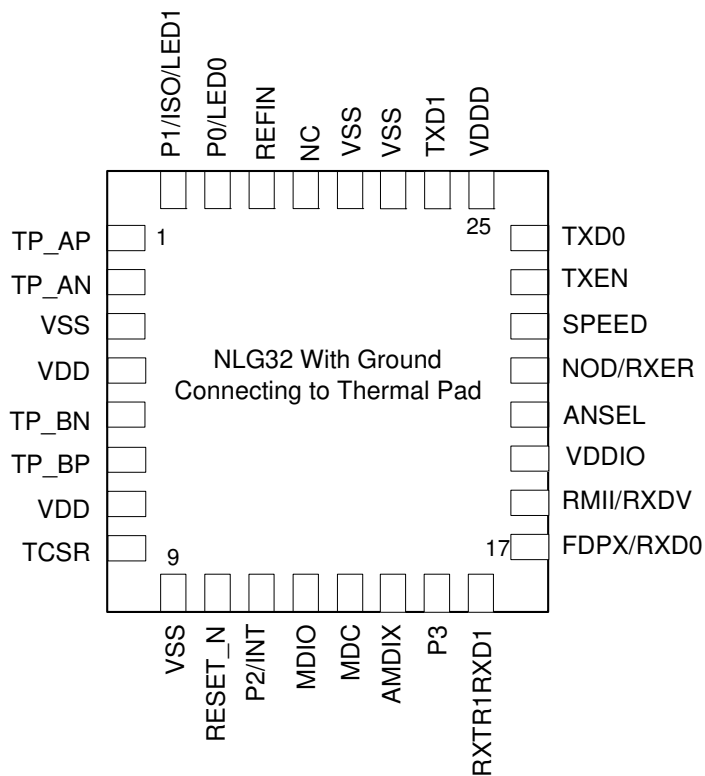 P1/ISO/LED1
P0/LED0
REFIN
NC
VSS
VSS
TXD1
VDDD
1
25
TP_AP
TP_AN
VSS
VDD
TP_BN
TP_BP
VDD
TCSR
NLG32 With Ground
Connecting to Thermal Pad
TXD0
TXEN
SPEED
NOD/RXER
ANSEL
VDDIO
RMII/RXDV
FDPX/RXD0
9
17
VSS
RESET_N
P2/INT
MDIO
MDC
AMDIX
P3
RXTR1RXD1